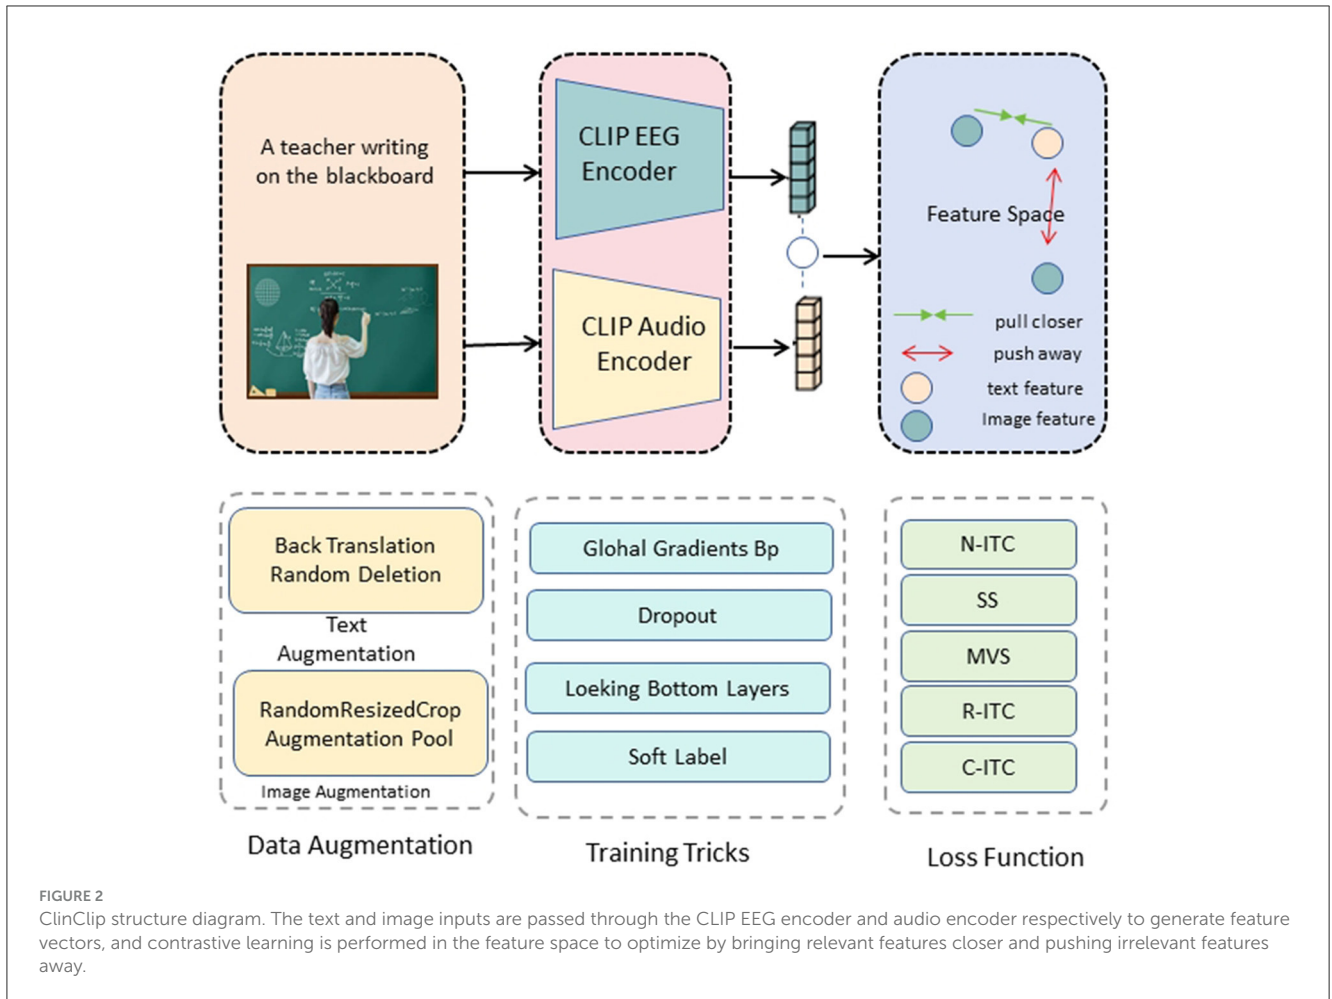 A teacher writing
on the blackboard
CLIP EEG
Encoder
CLIP Audio
Encoder
Feature Space
pull closer
push away
text feature
Image feature
Back Translation
Random Deletion
Text
Augmentation
RandomResizedCrop
Augmentation Pool
Image Augmentation
Data Augmentation
Glohal Gradients Bp
Dropout
Loeking Bottom Layers
Soft Label
Training Tricks
N-ITC
SS
MVS
R-ITC
C-ITC
Loss Function
FIGURE 2
ClinClip structure diagram. The text and image inputs are passed through the CLIP EEG encoder and audio encoder respectively to generate feature
vectors, and contrastive learning is performed in the feature space to optimize by bringing relevant features closer and pushing irrelevant features
away.